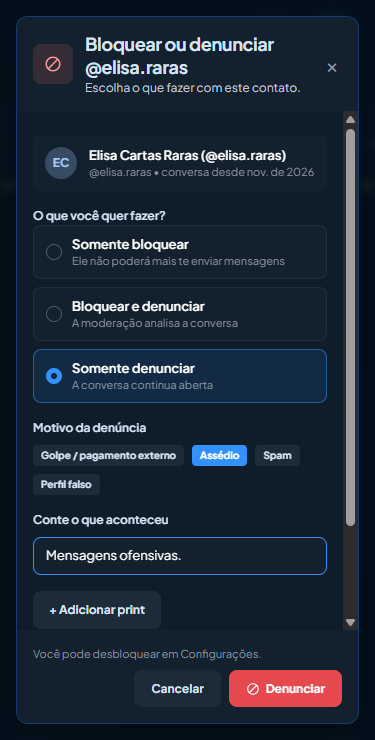 Bloquear ou denunciar
@elisa.raras
Escolha o que fazer com este contato.
EC
Elisa Cartas Raras (@elisa.raras)
@elisa.raras • conversa desde nov. de 2026
O que você quer fazer?
Somente bloquear
Ele não poderá mais te enviar mensagens
Bloquear e denunciar
A moderação analisa a conversa
Somente denunciar
A conversa continua aberta
Motivo da denúncia
Golpe / pagamento externo
Assédio
Spam
Perfil falso
Conte o que aconteceu
Mensagens ofensivas.
+ Adicionar print
Você pode desbloquear em Configurações.
Cancelar
Denunciar